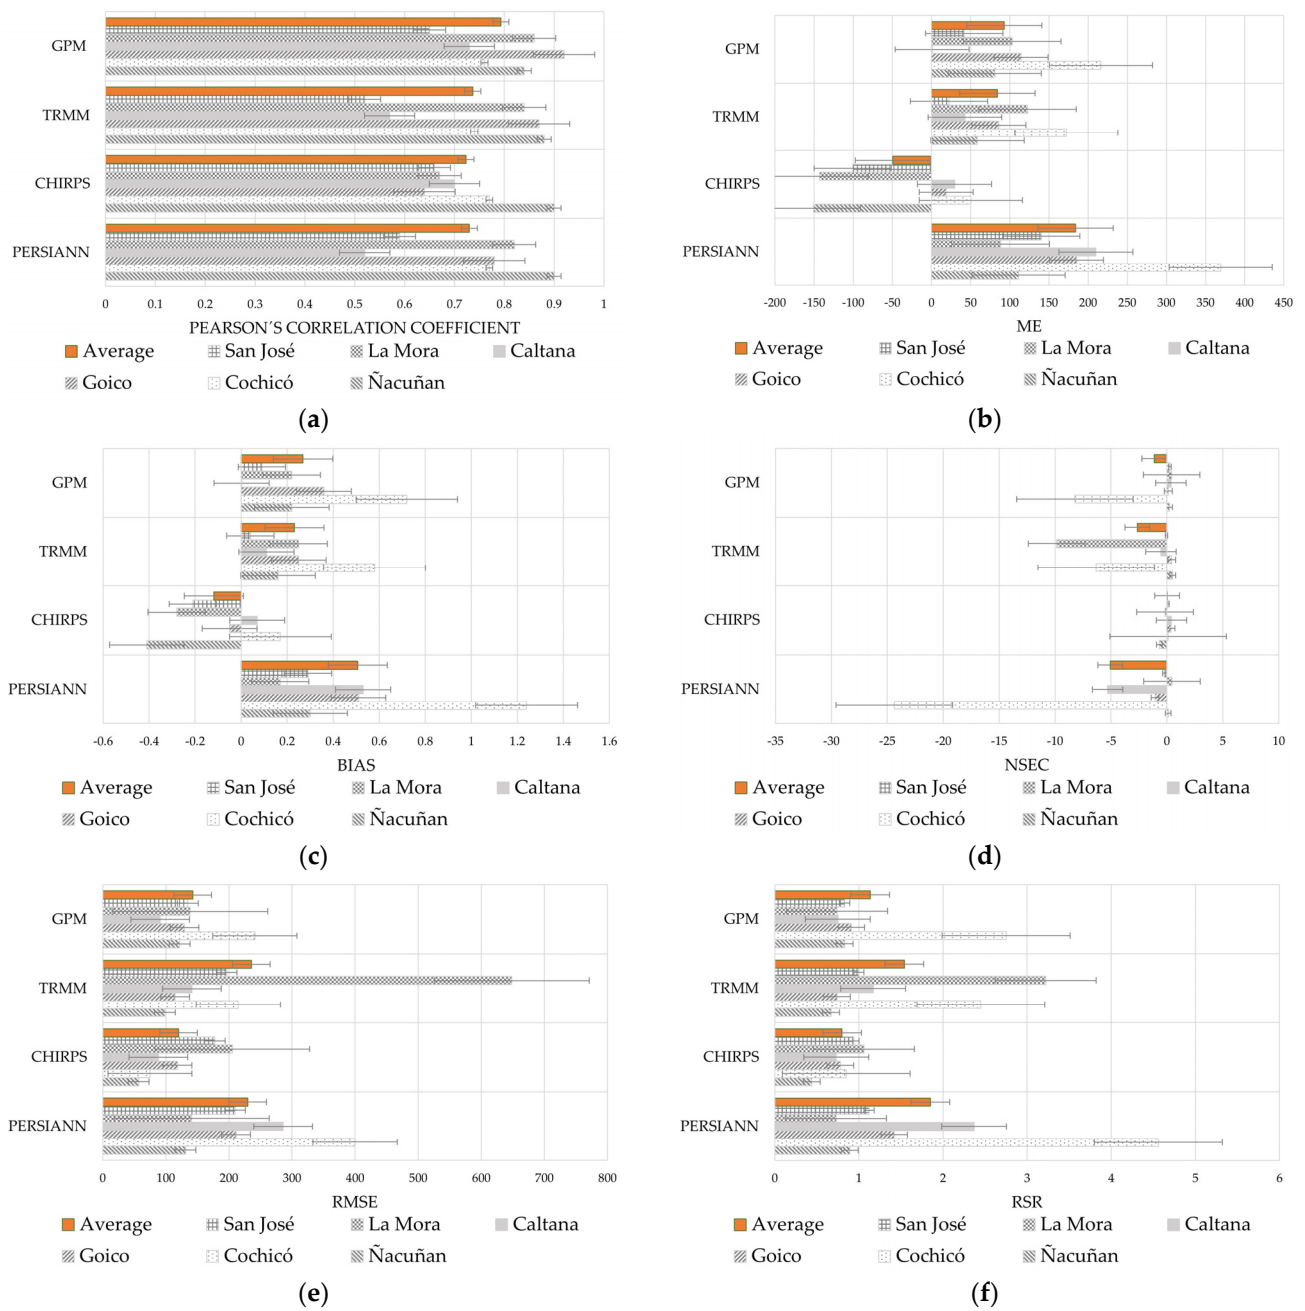 GPM
TRMM
CHIRPS
PERSIANN
0 0.1 0.2 0.3 0.4 0.5 0.6 0.7 0.8 0.9 1
PEARSON´S CORRELATION COEFFICIENT
Average San José La Mora Caltana
Goico Cochicó Ñacuñan
(a)
GPM
TRMM
CHIRPS
PERSIANN
-200 -150 -100 -50 0 50 100 150 200 250 300 350 400 450
ME
Average San José La Mora Caltana
Goico Cochicó Ñacuñan
(b)
GPM
TRMM
CHIRPS
PERSIANN
-0.6 -0.4 -0.2 0 0.2 0.4 0.6 0.8 1 1.2 1.4 1.6
BIAS
Average San José La Mora Caltana
Goico Cochicó Ñacuñan
(c)
GPM
TRMM
CHIRPS
PERSIANN
-35 -30 -25 -20 -15 -10 -5 0 5 10
NSEC
Average San José La Mora Caltana
Goico Cochicó Ñacuñan
(d)
GPM
TRMM
CHIRPS
PERSIANN
0 100 200 300 400 500 600 700 800
RMSE
Average San José La Mora Caltana
Goico Cochicó Ñacuñan
(e)
GPM
TRMM
CHIRPS
PERSIANN
0 1 2 3 4 5 6
RSR
Average San José La Mora Caltana
Goico Cochicó Ñacuñan
(f)